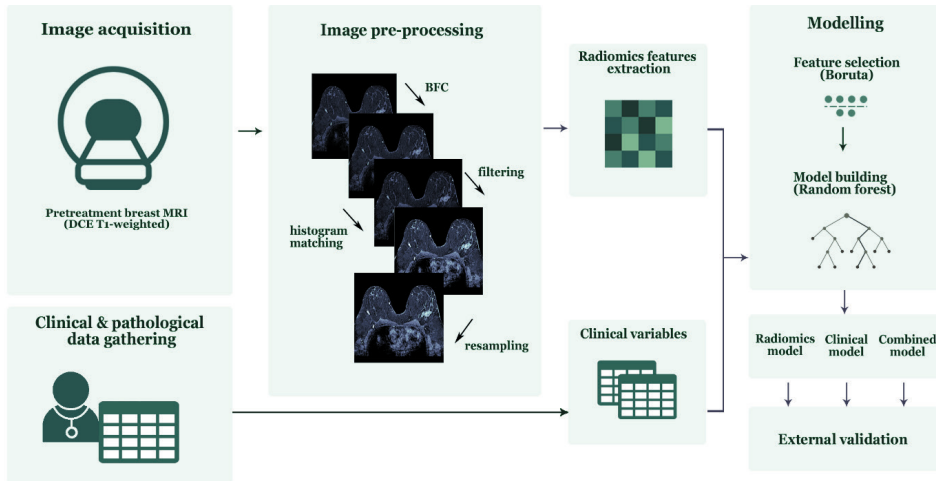 Image acquisition
Pretreatment breast MRI
(DCE T1-weighted)
Clinical & pathological
data gathering
Image pre-processing
BFC
filtering
histogram
matching
resampling
Radiomics features
extraction
Clinical variables
Modelling
Feature selection
(Boruta)
Model building
(Random forest)
Radiomics
model
Clinical
model
Combined
model
External validation